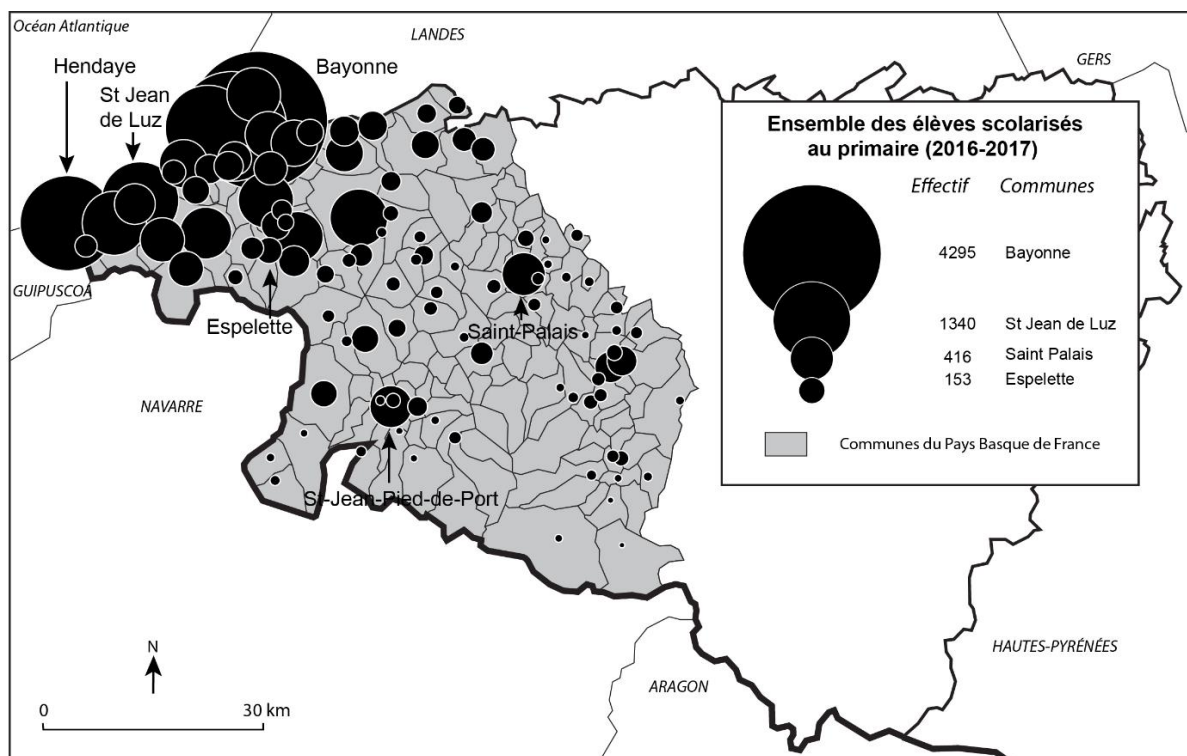 Océan Atlantique
LANDES
GERS
Hendaye
Bayonne
St Jean
de Luz
Ensemble des élèves scolarisés
au primaire (2016-2017)
Effectif Communes
4295 Bayonne
1340 St Jean de Luz
416 Saint Palais
153 Espelette
Communes du Pays Basque de France
GUIPUSCOA
Espelette
Saint-Palais
NAVARRE
St-Jean-Pied-de-Port
N
0 30 km
ARAGON
HAUTES-PYRÉNÉES